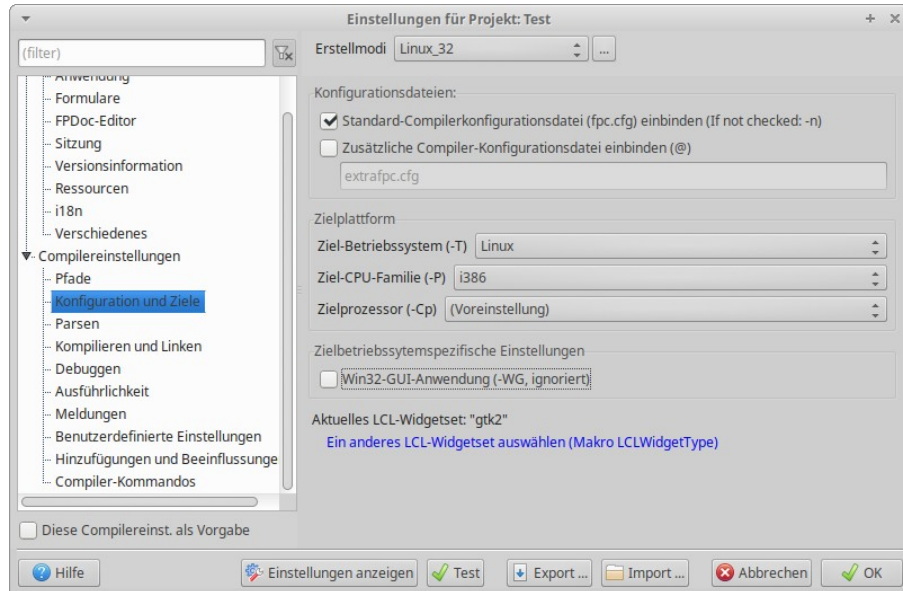 Einstellungen für Projekt: Test
(filter)
Erstellmodi Linux_32 ...
Anwendung
Formulare
FPDoc-Editor
Sitzung
Versionsinformation
Ressourcen
i18n
Verschiedenes
Compilereinstellungen
Pfade
Konfiguration und Ziele
Parsen
Kompilieren und Linken
Debuggen
Ausführlichkeit
Meldungen
Benutzerdefinierte Einstellungen
Hinzufügungen und Beeinflussunge
Compiler-Kommandos
Diese Compilereinst. als Vorgabe
Konfigurationsdateien:
Standard-Compilerkonfigurationsdatei (fpc.cfg) einbinden (If not checked: -n)
Zusätzliche Compiler-Konfigurationsdatei einbinden (@)
extrafpc.cfg
Zielplattform
Ziel-Betriebssystem (-T) Linux
Ziel-CPU-Familie (-P) i386
Zielprozessor (-Cp) (Voreinstellung)
Zielbetriebssytemspezifische Einstellungen
Win32-GUI-Anwendung (-WG, ignoriert)
Aktuelles LCL-Widgetset: "gtk2"
Ein anderes LCL-Widgetset auswählen (Makro LCLWidgetType)
Hilfe Einstellungen anzeigen Test Export ... Import ... Abbrechen OK